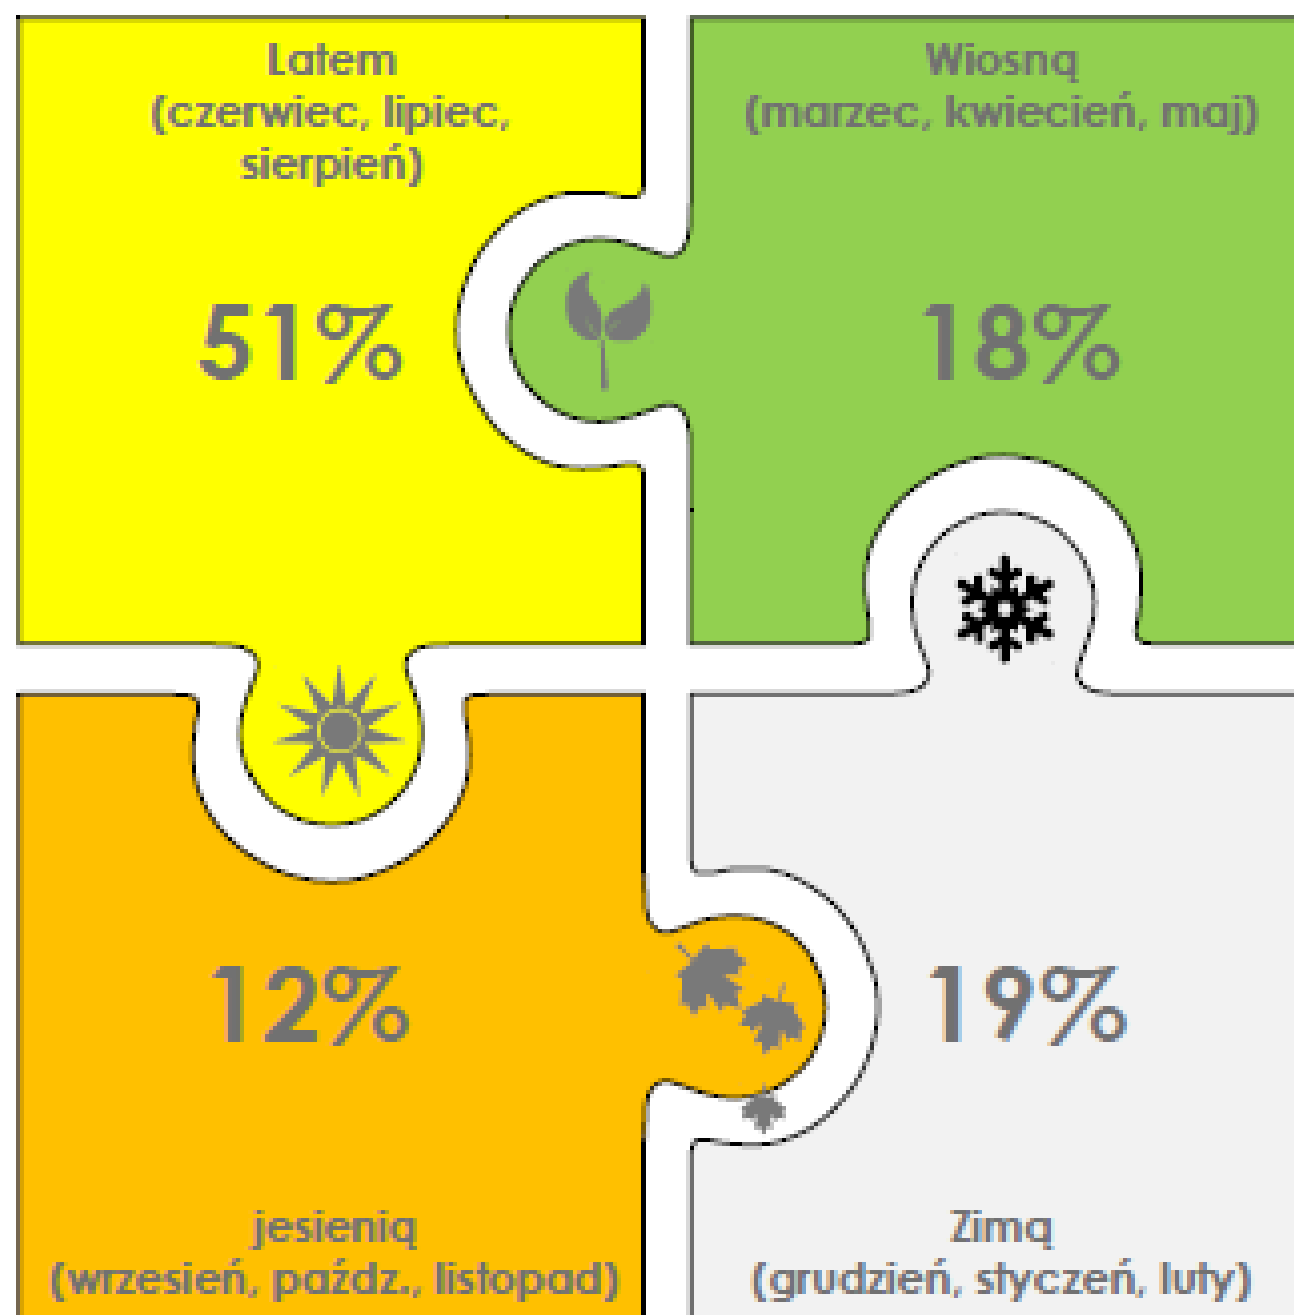 Latem
(czerwiec, lipiec,
sierpień)
51%
Wiosną
(marzec, kwiecień, maj)
18%
12%
jesienią
(wrzesień, paźdz., listopad)
19%
Zimą
(grudzień, styczeń, luty)